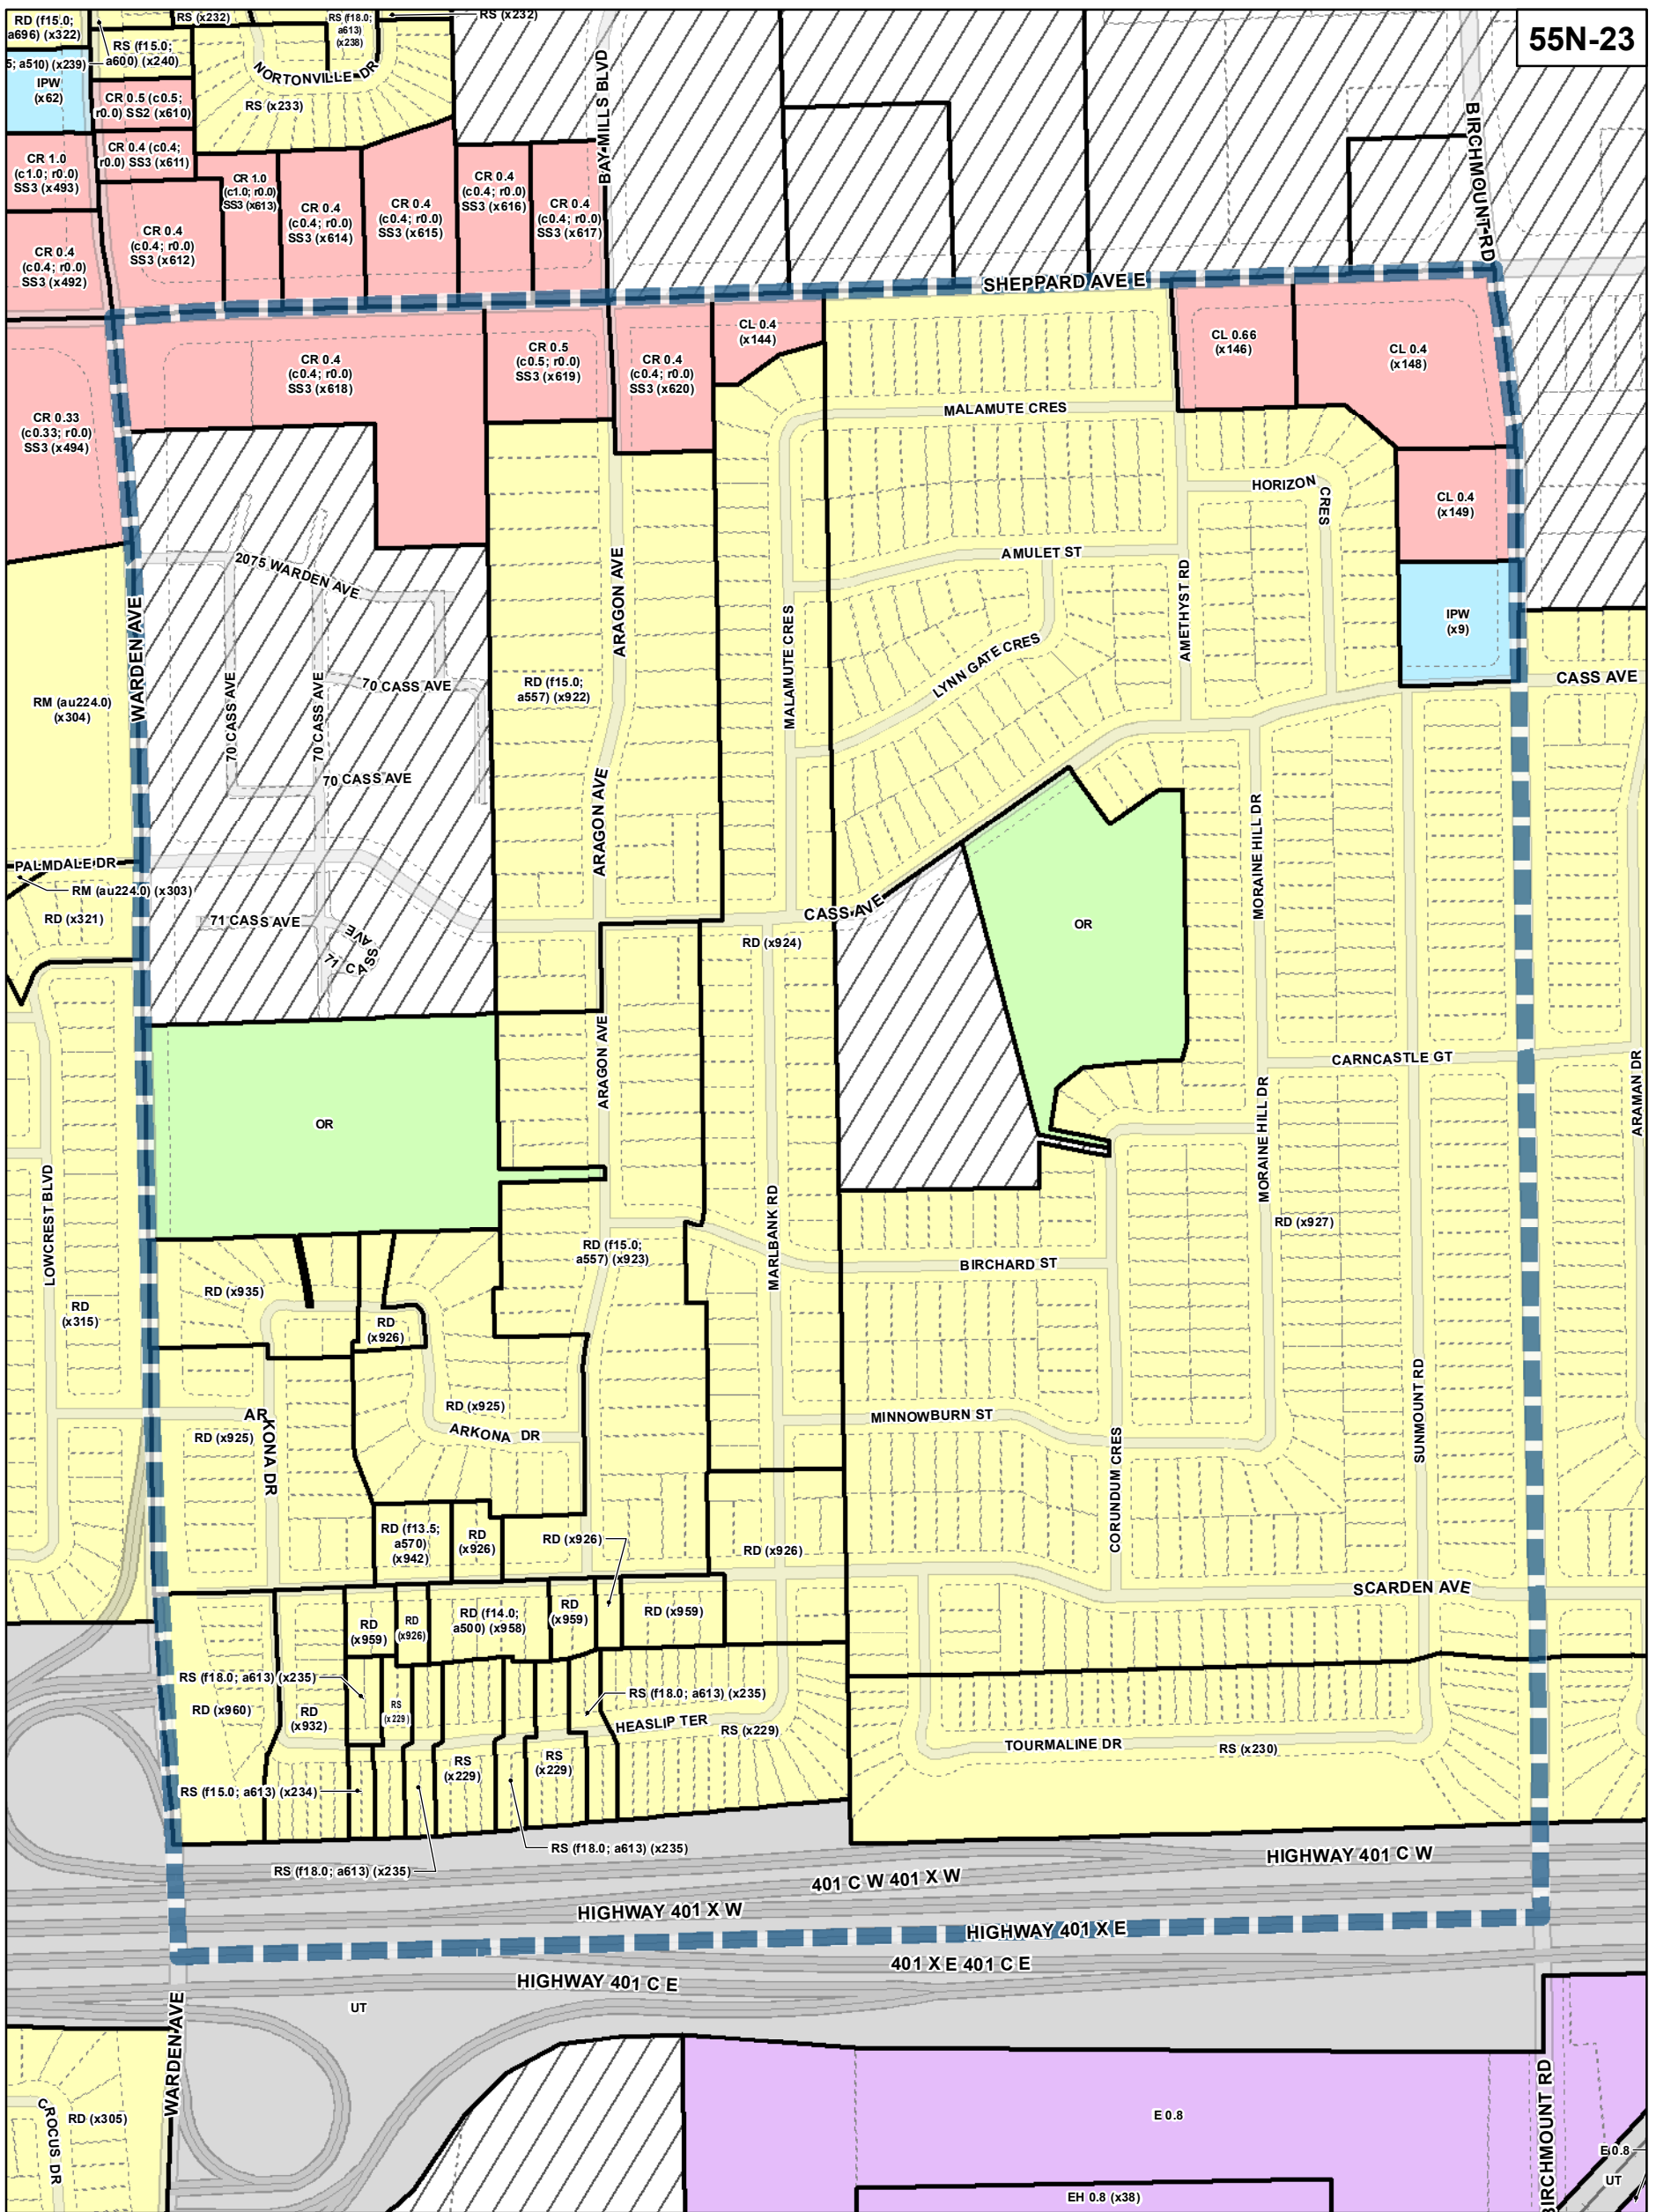 55N-23
RD (f15.0;
a696) (x322)
RS (x232)
RS (f18.0;
a613)
(x238)
RS (x232)
RS (f15.0;
a600) (x240)
5; a510) (x239)
IPW
(x62)
NORTONVILLE DR
RS (x233)
CR 0.5 (c0.5;
r0.0) SS2 (x610)
CR 0.4 (c0.4;
r0.0) SS3 (x611)
CR 1.0
(c1.0; r0.0)
SS3 (x493)
CR 1.0
(c1.0; r0.0)
SS3 (x613)
CR 0.4
(c0.4; r0.0)
SS3 (x614)
CR 0.4
(c0.4; r0.0)
SS3 (x615)
CR 0.4
(c0.4; r0.0)
SS3 (x616)
CR 0.4
(c0.4; r0.0)
SS3 (x617)
CR 0.4
(c0.4; r0.0)
SS3 (x612)
CR 0.4
(c0.4; r0.0)
SS3 (x492)
BAY MILLS BLVD
BIRCHMOUNT RD
SHEPPARD AVE E
CR 0.4
(c0.4; r0.0)
SS3 (x618)
CR 0.5
(c0.5; r0.0)
SS3 (x619)
CR 0.4
(c0.4; r0.0)
SS3 (x620)
CL 0.4
(x144)
CL 0.66
(x146)
CL 0.4
(x148)
CR 0.33
(c0.33; r0.0)
SS3 (x494)
MALAMUTE CRES
HORIZON
CRES
CL 0.4
(x149)
AMULET ST
2075 WARDEN AVE
ARAGON AVE
MALAMUTE CRES
AMETHYST RD
LYNN GATE CRES
IPW
(x9)
CASS AVE
WARDEN AVE
RM (au224.0)
(x304)
70 CASS AVE
70 CASS AVE
70 CASS AVE
70 CASS AVE
RD (f15.0;
a557) (x922)
ARAGON AVE
MORAINE HILL DR
PALMDALE DR
RM (au224.0) (x303)
RD (x321)
71 CASS AVE
71 CASS
AVE
CASS AVE
RD (x924)
OR
ARAGON AVE
CARNCASTLE GT
ARAMAN DR
MORAINE HILL DR
OR
LOWCREST BLVD
MARLBANK RD
RD (x927)
RD (f15.0;
a557) (x923)
BIRCHARD ST
RD (x935)
RD
(x315)
RD
(x926)
SUNMOUNT RD
RD (x925)
ARKONA DR
AR
KONA DR
RD (x925)
MINNOWBURN ST
CORUNDUM CRES
RD (f13.5;
a570)
(x942)
RD
(x926)
RD (x926)
RD (x926)
SCARDEN AVE
RD
(x959)
RD
(x926)
RD (f14.0;
a500) (x958)
RD
(x959)
RD (x959)
RS (f18.0; a613) (x235)
RD (x960)
RD
(x932)
RS
(x229)
RS (f18.0; a613) (x235)
HEASLIP TER
RS (x229)
TOURMALINE DR
RS (x230)
RS
(x229)
RS
(x229)
RS (f15.0; a613) (x234)
RS (f18.0; a613) (x235)
RS (f18.0; a613) (x235)
HIGHWAY 401 C W
401 C W 401 X W
HIGHWAY 401 X W
HIGHWAY 401 X E
401 X E 401 C E
HIGHWAY 401 C E
UT
WARDEN AVE
CROCUS DR
RD (x305)
E 0.8
BIRCHMOUNT RD
E 0.8
UT
EH 0.8 (x38)